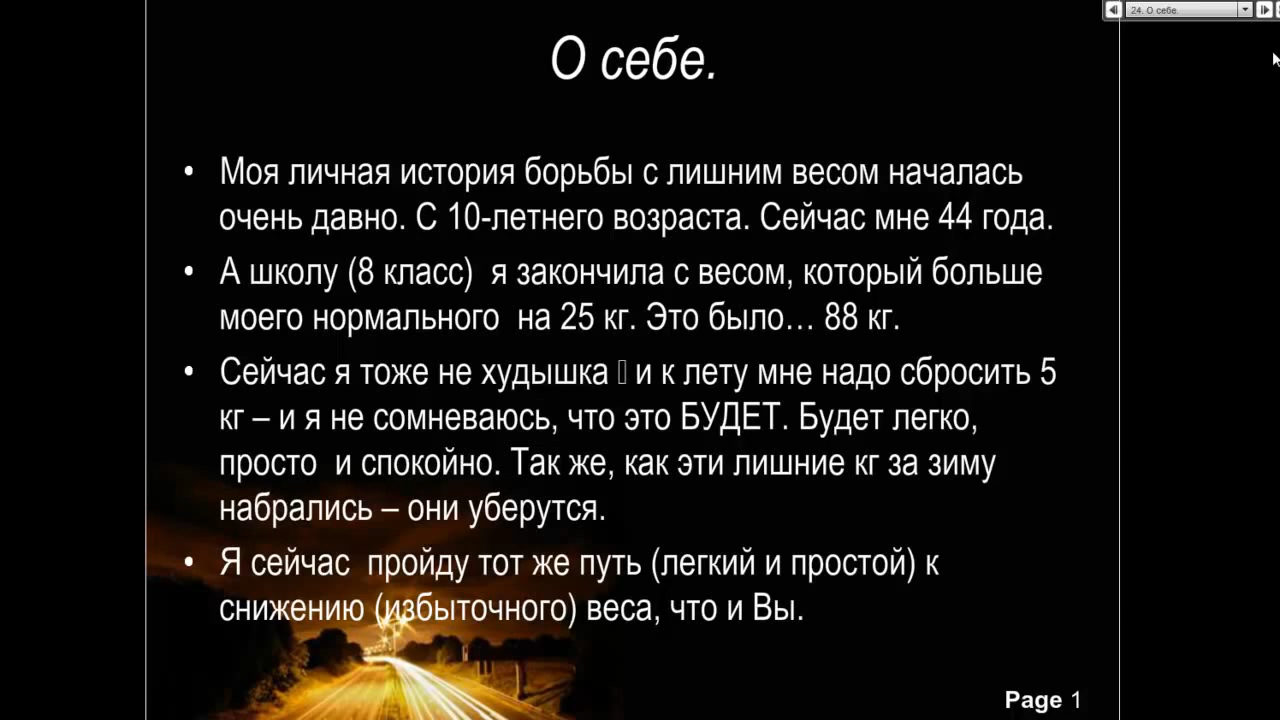 24. О себе.
О себе.
• Моя личная история борьбы с лишним весом началась
очень давно. С 10-летнего возраста. Сейчас мне 44 года.
• А школу (8 класс) я закончила с весом, который больше
моего нормального на 25 кг. Это было… 88 кг.
• Сейчас я тоже не худышка и к лету мне надо сбросить 5
кг – и я не сомневаюсь, что это БУДЕТ. Будет легко,
просто и спокойно. Так же, как эти лишние кг за зиму
набрались – они уберутся.
• Я сейчас пройду тот же путь (легкий и простой) к
снижению (избыточного) веса, что и Вы.
Page 1